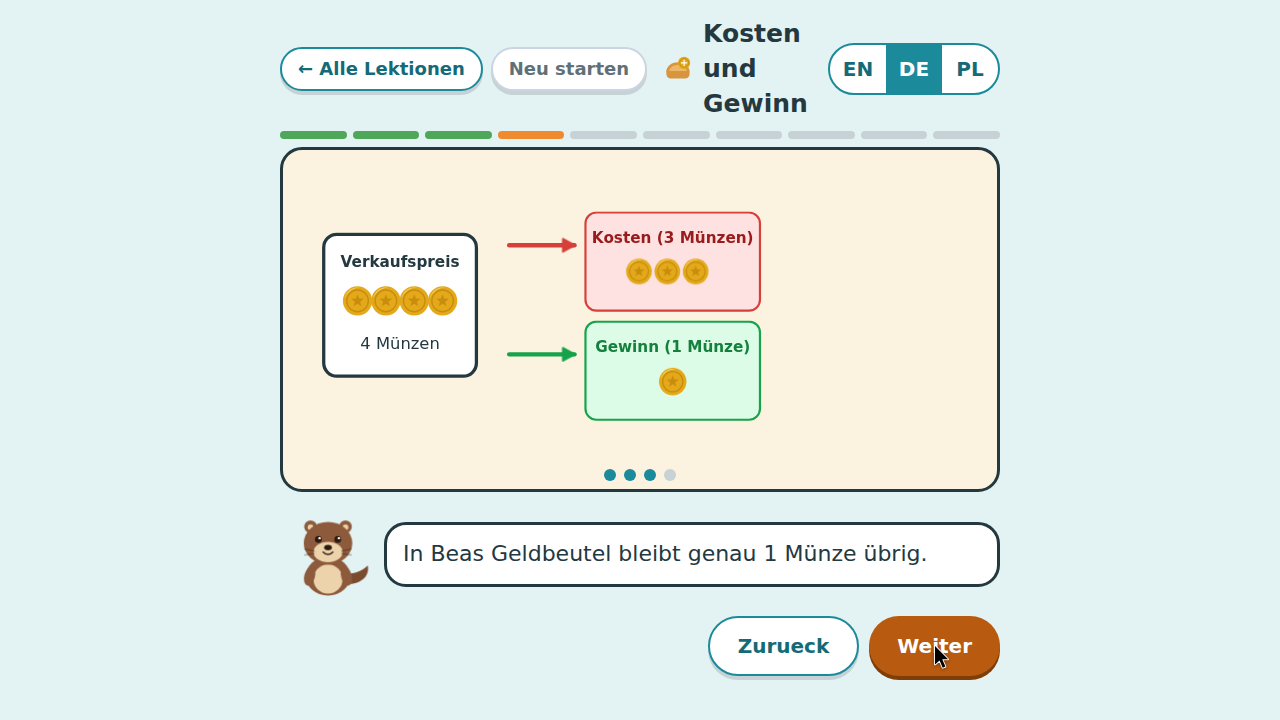 ← Alle Lektionen
Neu starten
Kosten
und
Gewinn
EN DE PL
Verkaufspreis
4 Münzen
Kosten (3 Münzen)
Gewinn (1 Münze)
In Beas Geldbeutel bleibt genau 1 Münze übrig.
Zurueck
Weiter